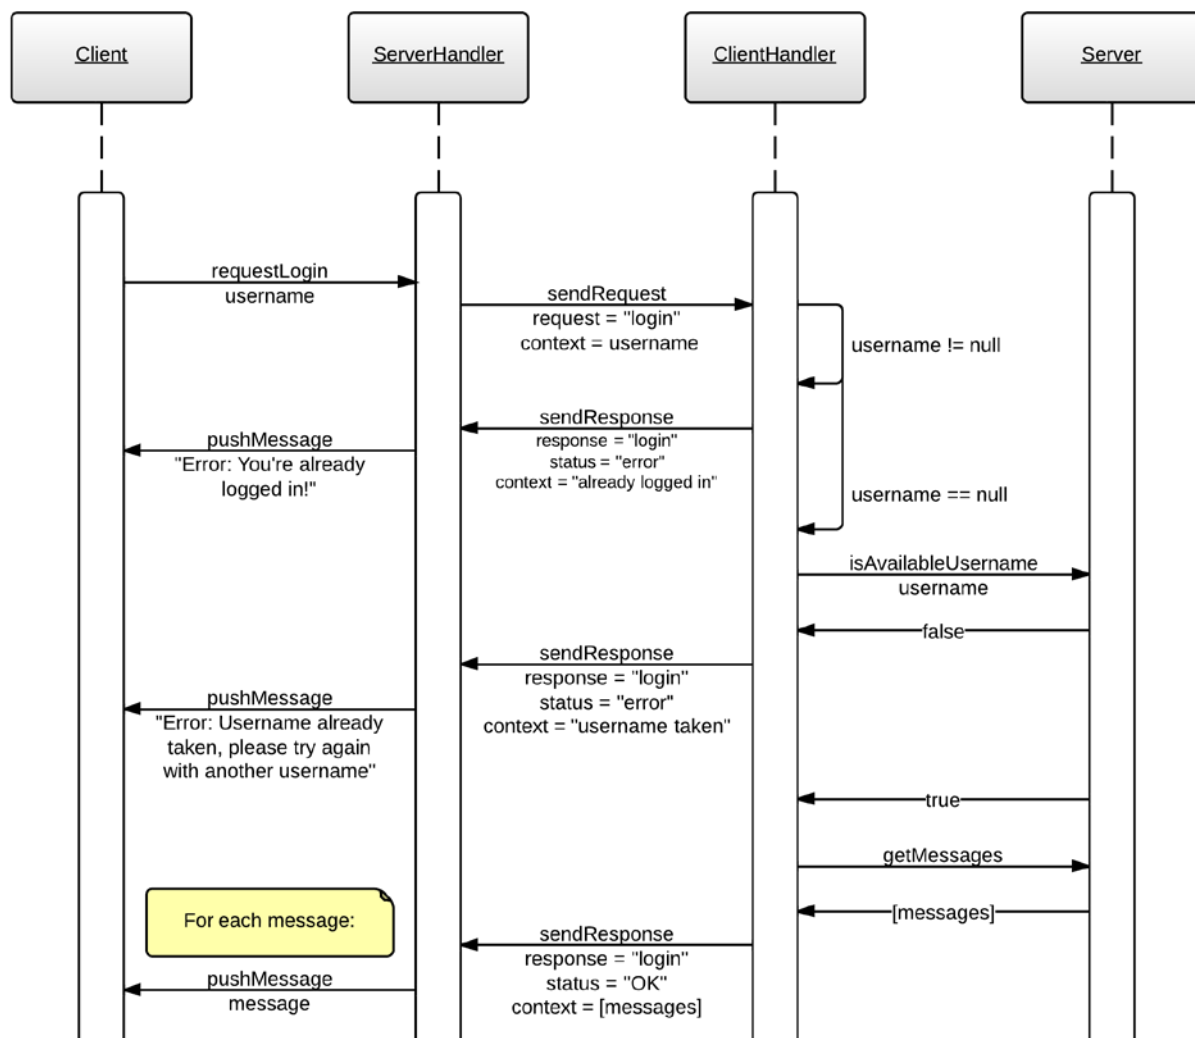 Client
ServerHandler
ClientHandler
Server
requestLogin
username
sendRequest
request = "login"
context = username
username != null
sendResponse
response = "login"
status = "error"
context = "already logged in"
pushMessage
"Error: You're already
logged in!"
username == null
isAvailableUsername
username
false
sendResponse
response = "login"
status = "error"
context = "username taken"
pushMessage
"Error: Username already
taken, please try again
with another username"
true
getMessages
[messages]
For each message:
sendResponse
response = "login"
status = "OK"
context = [messages]
pushMessage
message